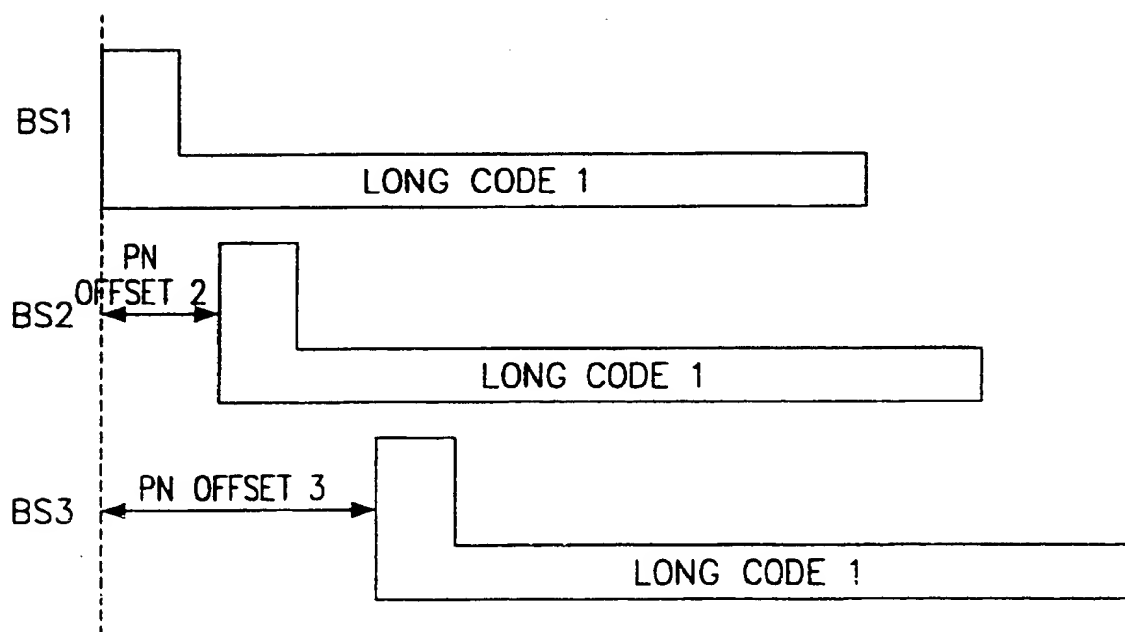 BS1
LONG CODE 1
PN
OFFSET 2
BS2
LONG CODE 1
PN OFFSET 3
BS3
LONG CODE 1